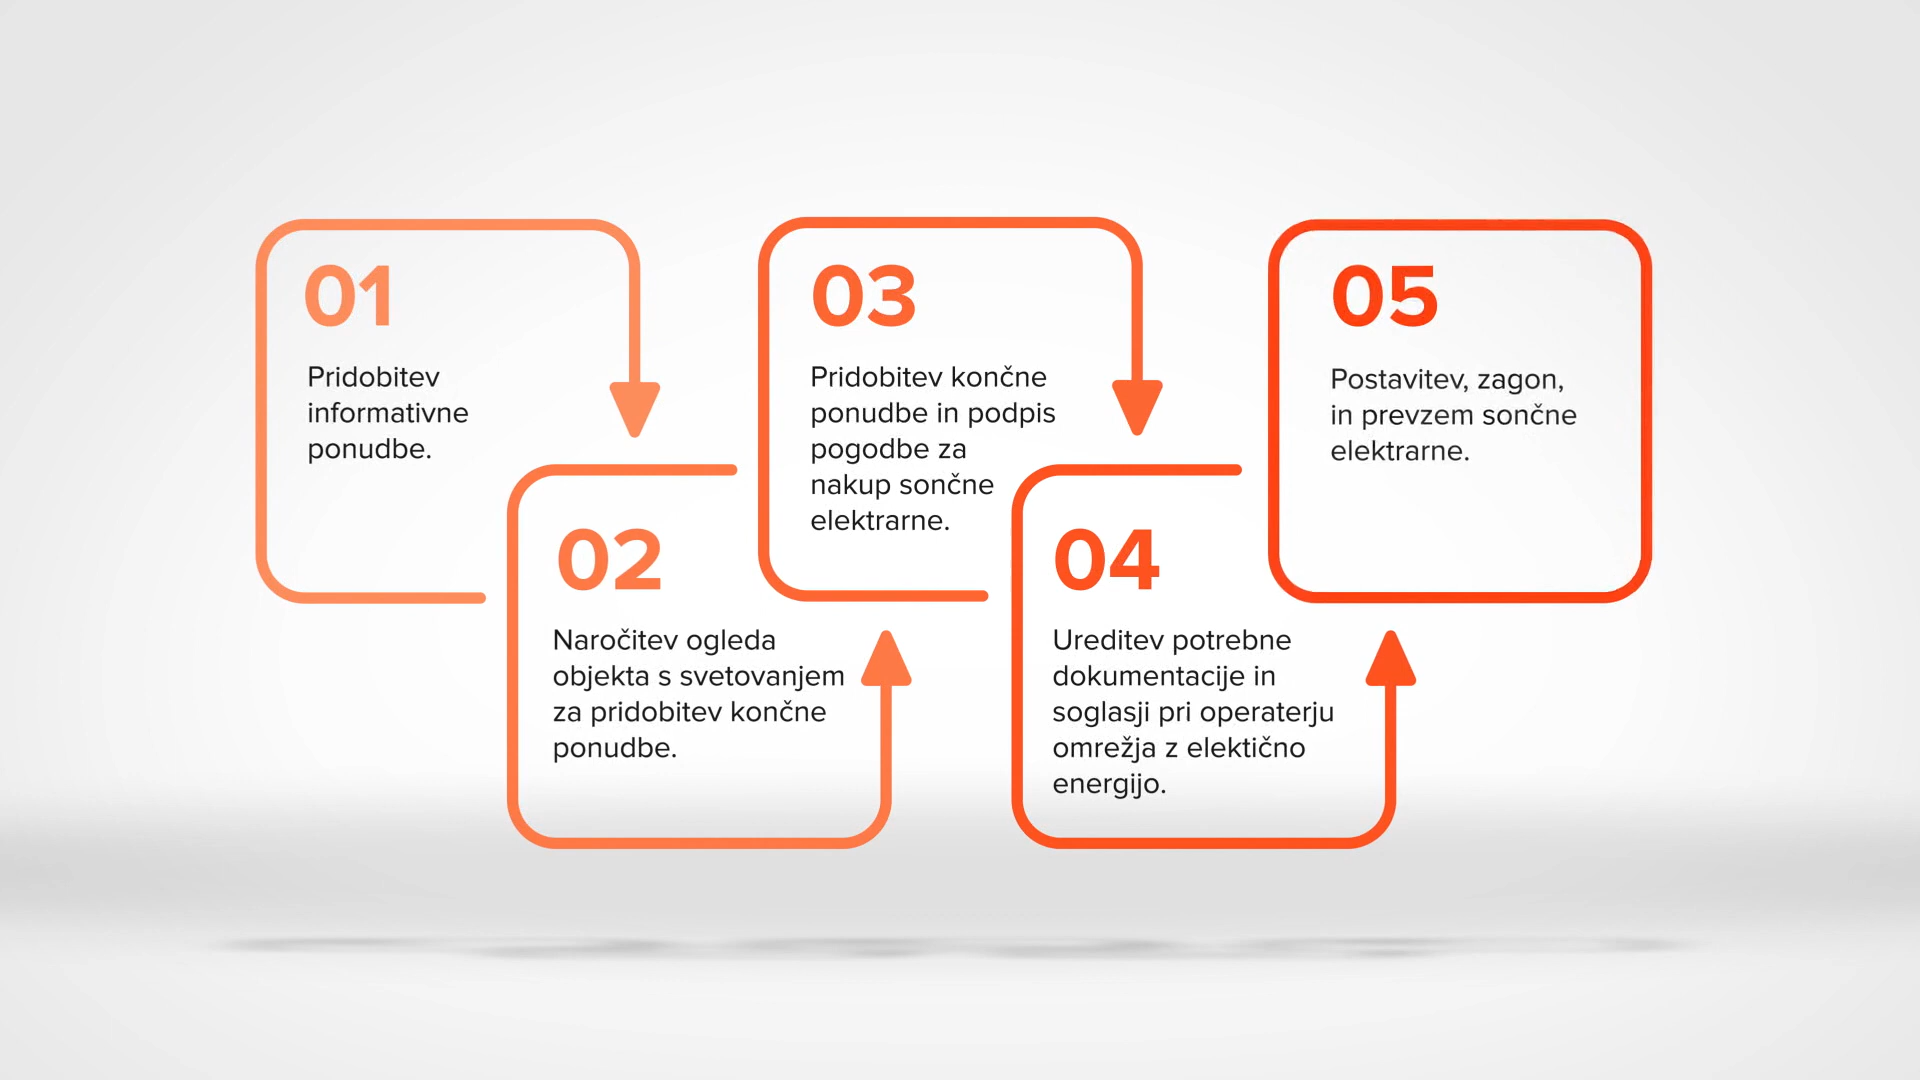 01
Pridobitev
informativne
ponudbe.
02
Naročitev ogleda
objekta s svetovanjem
za pridobitev končne
ponudbe.
03
Pridobitev končne
ponudbe in podpis
pogodbe za
nakup sončne
elektrarne.
04
Ureditev potrebne
dokumentacije in
soglasji pri operaterju
omrežja z elektično
energijo.
05
Postavitev, zagon,
in prevzem sončne
elektrarne.